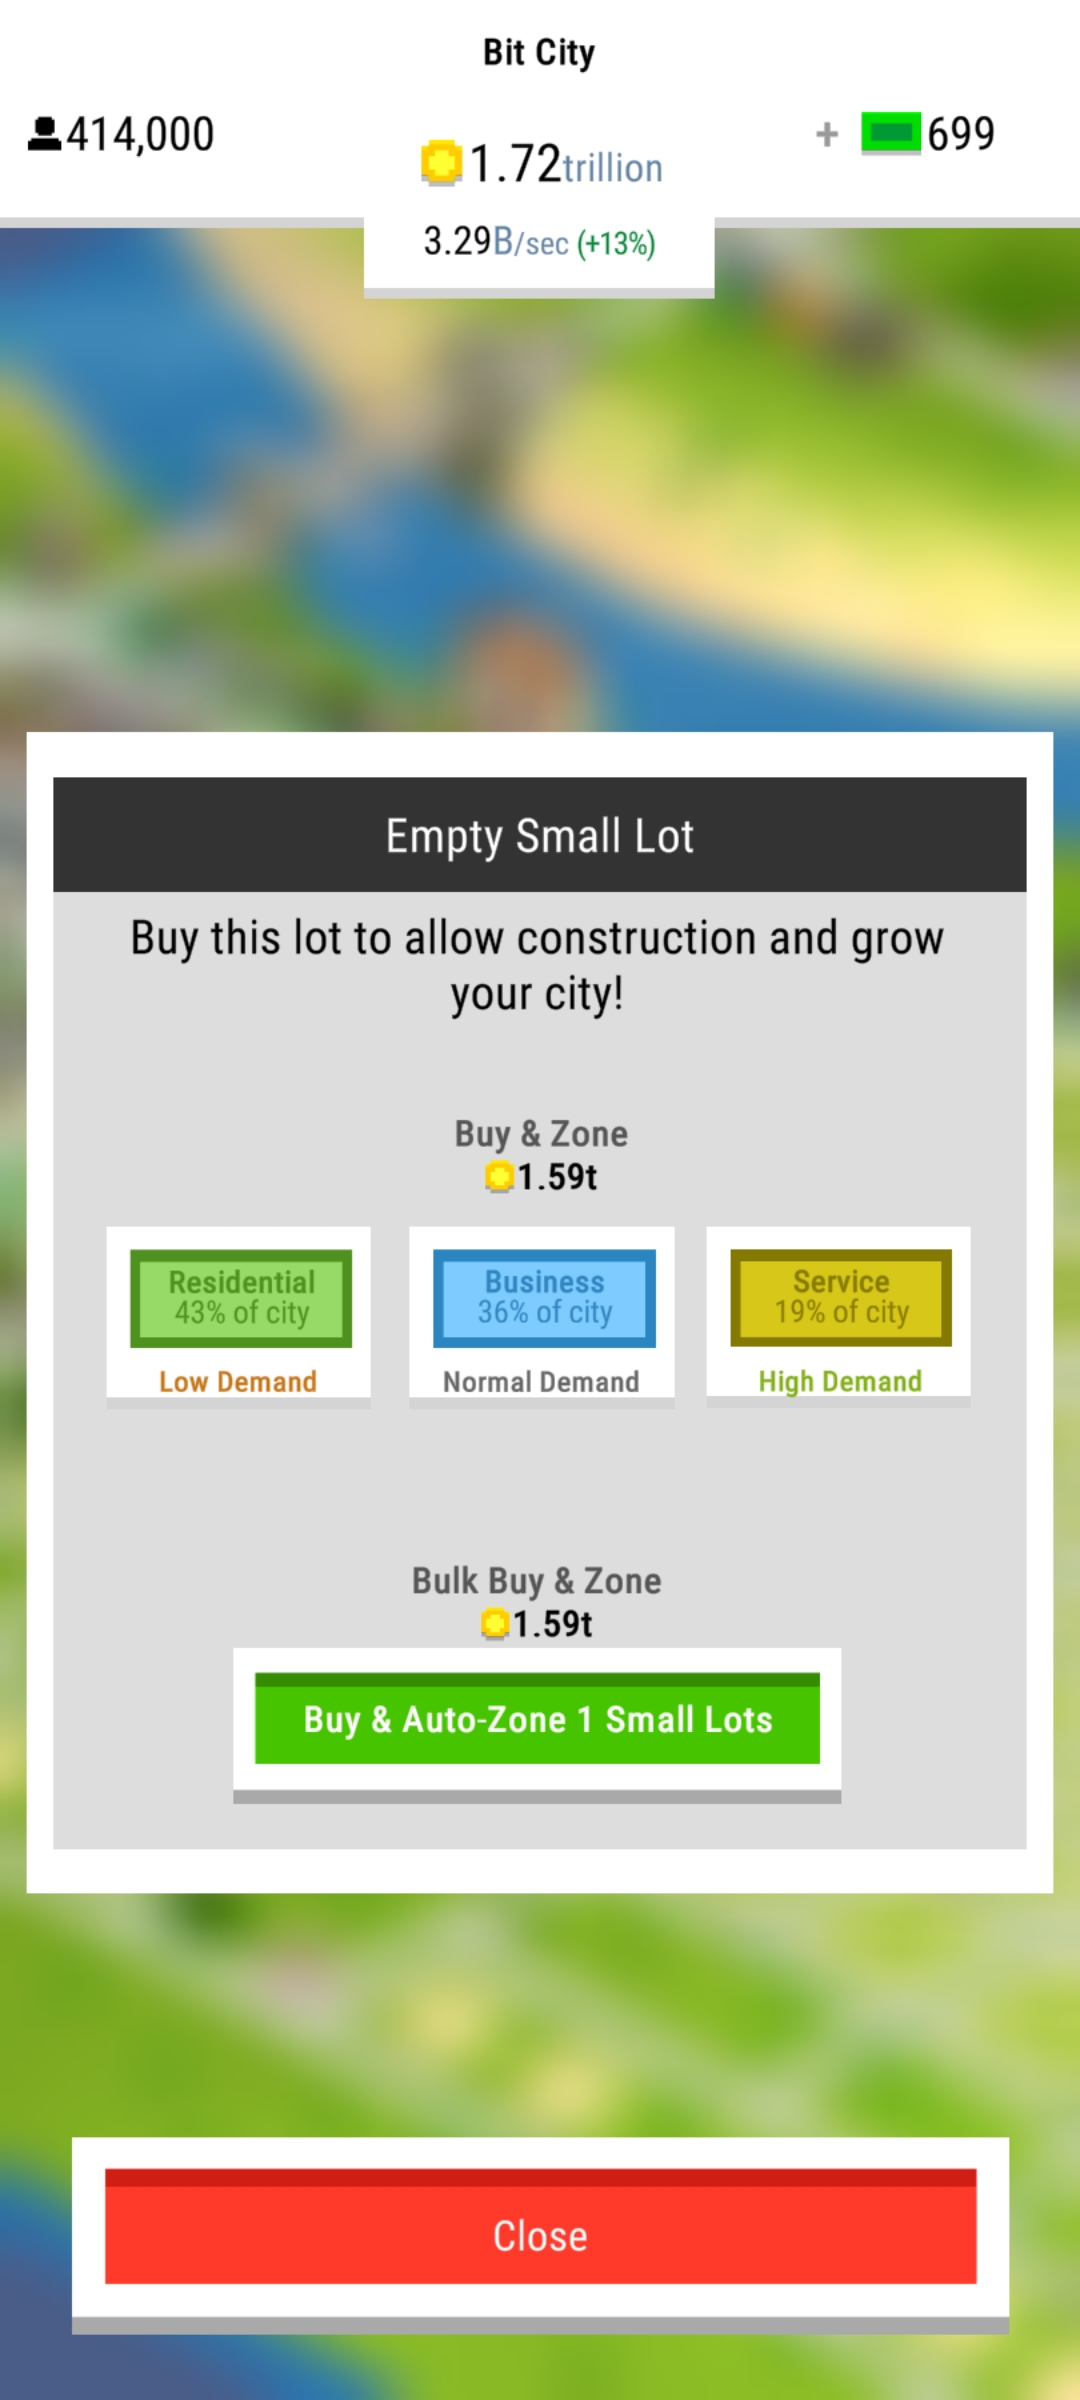 Bit City
414,000
1.72trillion
+ 699
3.29B/sec (+13%)
Empty Small Lot
Buy this lot to allow construction and grow
your city!
Buy & Zone
1.59t
Residential
43% of city
Low Demand
Business
36% of city
Normal Demand
Service
19% of city
High Demand
Bulk Buy & Zone
1.59t
Buy & Auto-Zone 1 Small Lots
Close